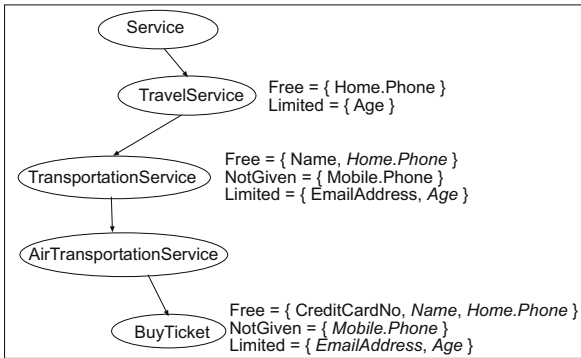 Service
TravelService
Free = { Home.Phone }
Limited = { Age }
Free = { Name, Home.Phone }
TransportationService
NotGiven = { Mobile.Phone }
Limited = { EmailAddress, Age }
AirTransportationService
Free = { CreditCardNo, Name, Home.Phone }
BuyTicket
NotGiven = { Mobile.Phone }
Limited = { EmailAddress, Age }